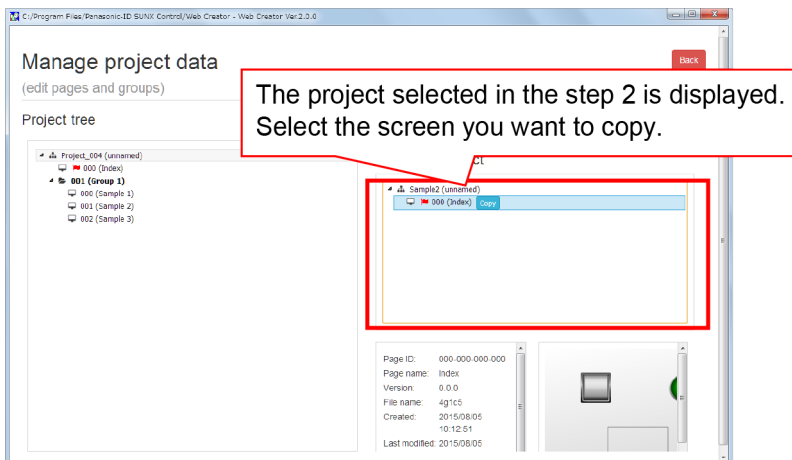 C:/Program Files/Panasonic-ID SUNX Control/Web Creator - Web Creator Ver.2.0.0
Manage project data
Back
(edit pages and groups)
The project selected in the step 2 is displayed.
Select the screen you want to copy.
Project tree
Project_004 (unnamed)
000 (Index)
001 (Group 1)
000 (Sample 1)
001 (Sample 2)
002 (Sample 3)
Sample2 (unnamed)
000 (Index) Copy
Page ID: 000-000-000-000
Page name: Index
Version: 0.0.0
File name: 4g1c5
Created: 2015/08/05
10:12:51
Last modified: 2015/08/05